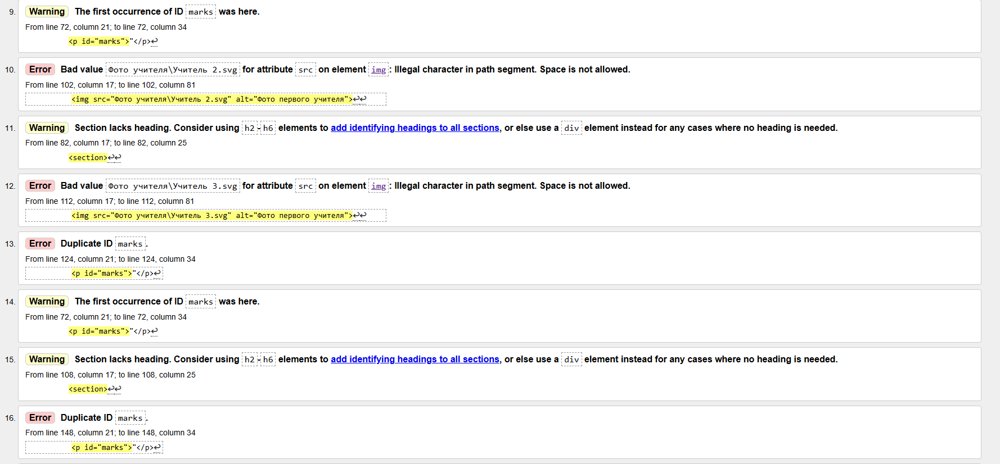 9. Warning The first occurrence of ID marks was here.
From line 72, column 21; to line 72, column 34
<p id="marks">"</p>↩
10. Error Bad value Фото учителя\Учитель 2.svg for attribute src on element img: Illegal character in path segment. Space is not allowed.
From line 102, column 17; to line 102, column 81
<img src="Фото учителя\Учитель 2.svg" alt="Фото первого учителя">↩↩
11. Warning Section lacks heading. Consider using h2-h6 elements to add identifying headings to all sections, or else use a div element instead for any cases where no heading is needed.
From line 82, column 17; to line 82, column 25
<section>↩↩
12. Error Bad value Фото учителя\Учитель 3.svg for attribute src on element img: Illegal character in path segment. Space is not allowed.
From line 112, column 17; to line 112, column 81
<img src="Фото учителя\Учитель 3.svg" alt="Фото первого учителя">↩↩
13. Error Duplicate ID marks.
From line 124, column 21; to line 124, column 34
<p id="marks">"</p>↩
14. Warning The first occurrence of ID marks was here.
From line 72, column 21; to line 72, column 34
<p id="marks">"</p>↩
15. Warning Section lacks heading. Consider using h2-h6 elements to add identifying headings to all sections, or else use a div element instead for any cases where no heading is needed.
From line 108, column 17; to line 108, column 25
<section>↩↩
16. Error Duplicate ID marks.
From line 148, column 21; to line 148, column 34
<p id="marks">"</p>↩